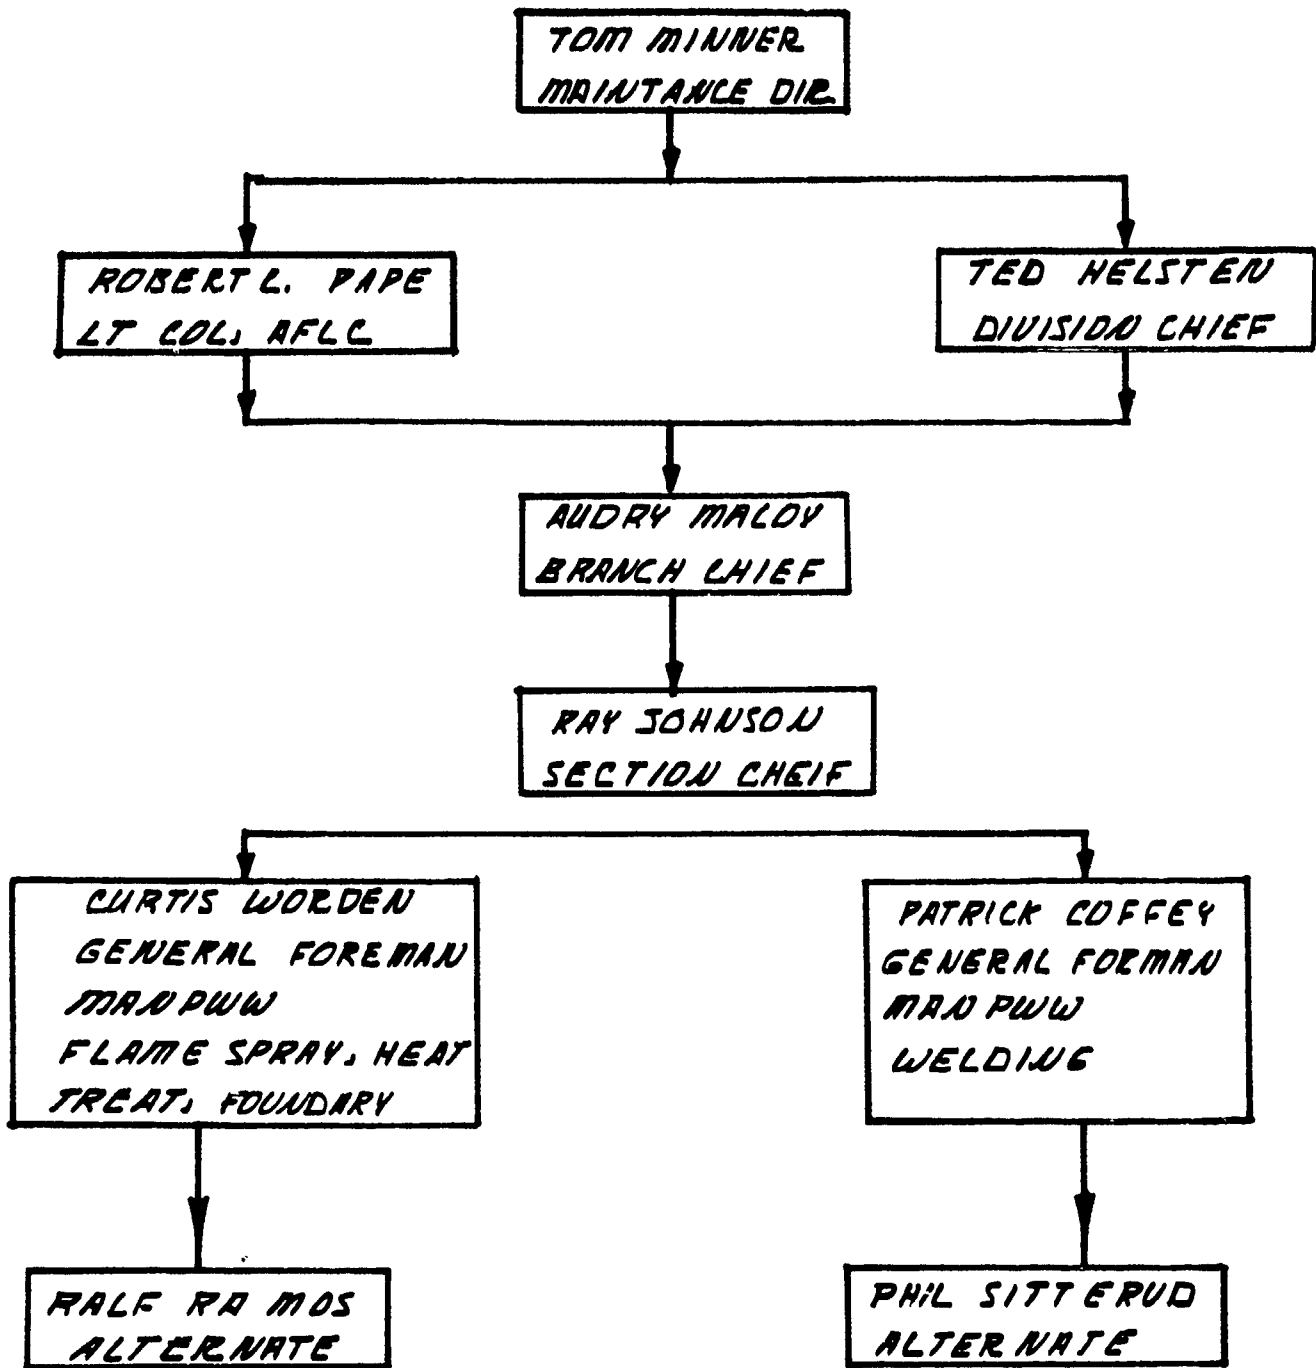 TOM MINNER
MAINTANCE DIR.
ROBERT L. PAPE
LT COL, AFLC
TED HELSTEN
DIVISION CHIEF
AUDRY MALOY
BRANCH CHIEF
RAY JOHNSON
SECTION CHEIF
CURTIS WORDEN
GENERAL FOREMAN
MANPWW
FLAME SPRAY, HEAT
TREAT, FOUNDARY
PATRICK COFFEY
GENERAL FORMAN
MANPWW
WELDING
RALF RAMOS
ALTERNATE
PHIL SITTERUD
ALTERNATE